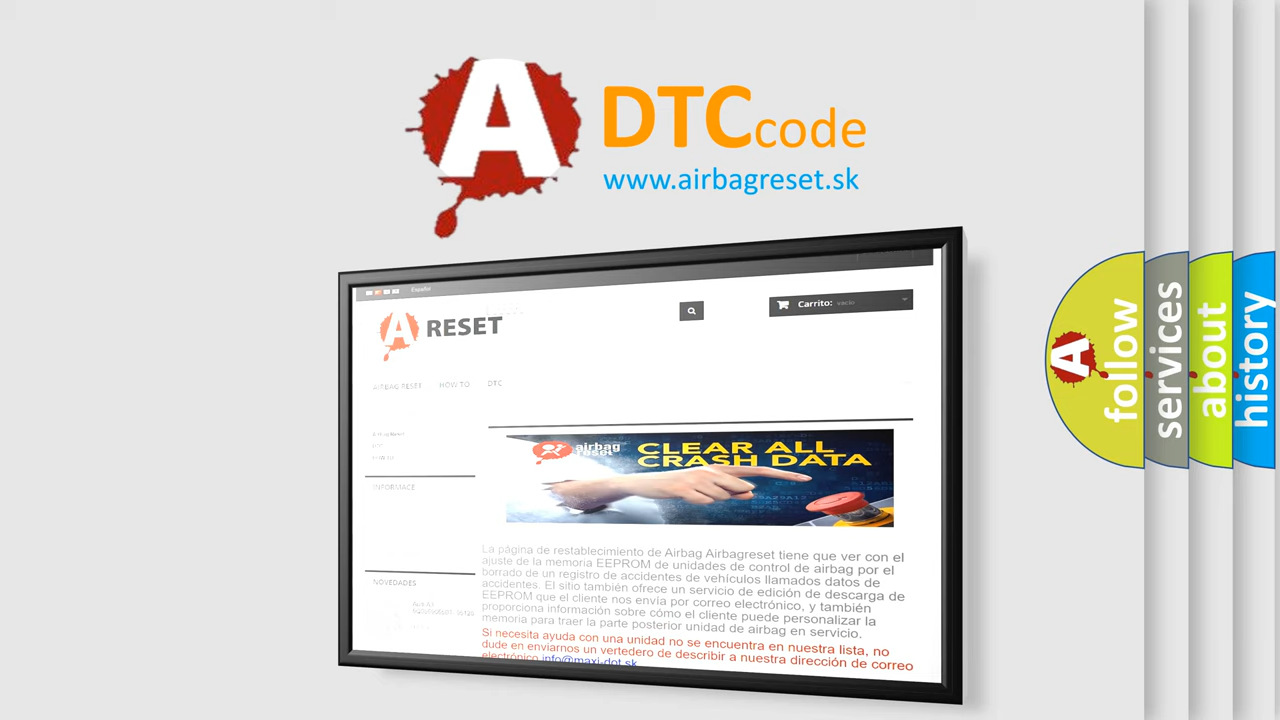 A DTCcode
www.airbagreset.sk
Español
A RESET
Carrito: vacío
AIRBAG RESET HOW TO DTC
INFORMACE
NOVEDADES
airbag
reset
CLEAR ALL
CRASH DATA
La página de restablecimiento de Airbag Airbagreset tiene que ver con el
ajuste de la memoria EEPROM de unidades de control de airbag por el
borrado de un registro de accidentes de vehículos llamados datos de
accidentes. El sitio también ofrece un servicio de edición de descarga de
EEPROM que el cliente nos envía por correo electrónico, y también
proporciona información sobre cómo el cliente puede personalizar la
memoria para traer la parte posterior unidad de airbag en servicio.
Si necesita ayuda con una unidad no se encuentra en nuestra lista, no
dude en enviarnos un vertedero de describir a nuestra dirección de correo
electrónico info@maxi-dot.sk
A follow
services
about
history